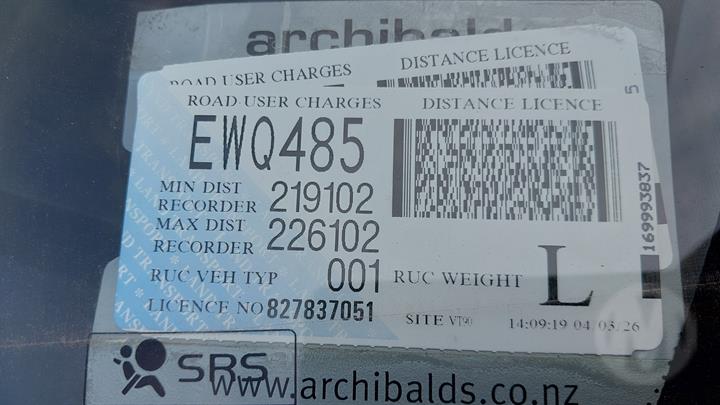 archibalds
ROAD USER CHARGES DISTANCE LICENCE
5
ROAD USER CHARGES DISTANCE LICENCE
EWQ485
MIN DIST
RECORDER 219102
MAX DIST
RECORDER 226102
RUC VEH TYP 001 RUC WEIGHT L
LICENCE NO 827837051
SITE VT90 14:09:19 04/03/26
169993837
SRS
www.archibalds.co.nz